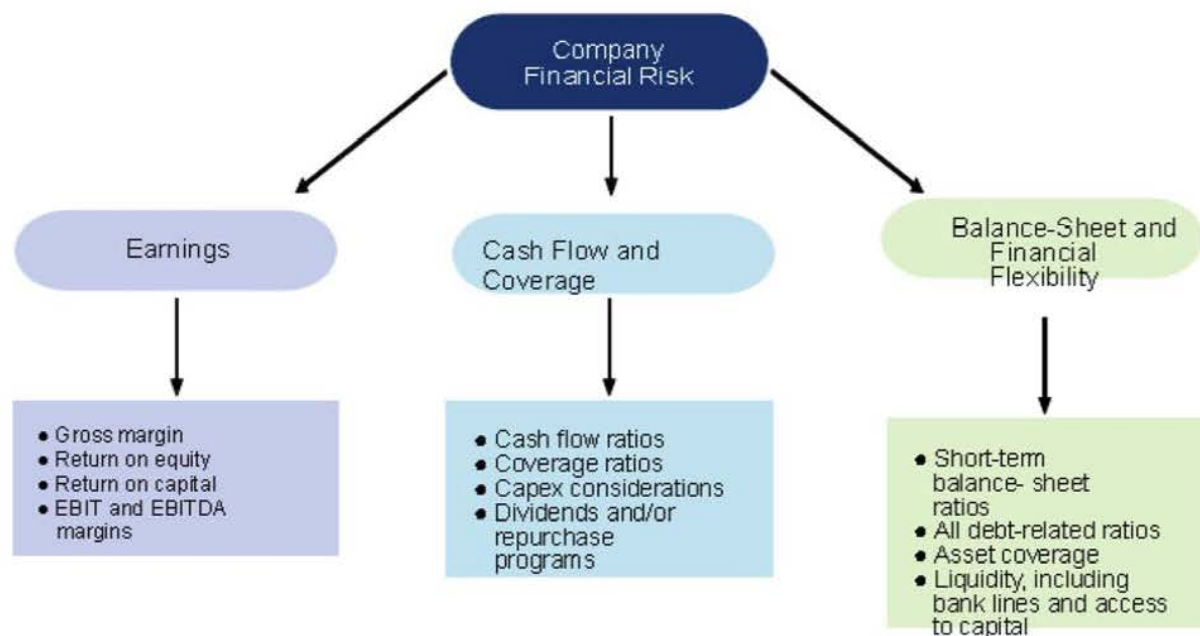 Company
Financial Risk
Earnings
Cash Flow and
Coverage
Balance-Sheet and
Financial
Flexibility
● Gross margin
● Return on equity
● Return on capital
● EBIT and EBITDA
margins
● Cash flow ratios
● Coverage ratios
● Capex considerations
● Dividends and/or
repurchase
programs
● Short-term
balance- sheet
ratios
● All debt-related ratios
● Asset coverage
● Liquidity, including
bank lines and access
to capital